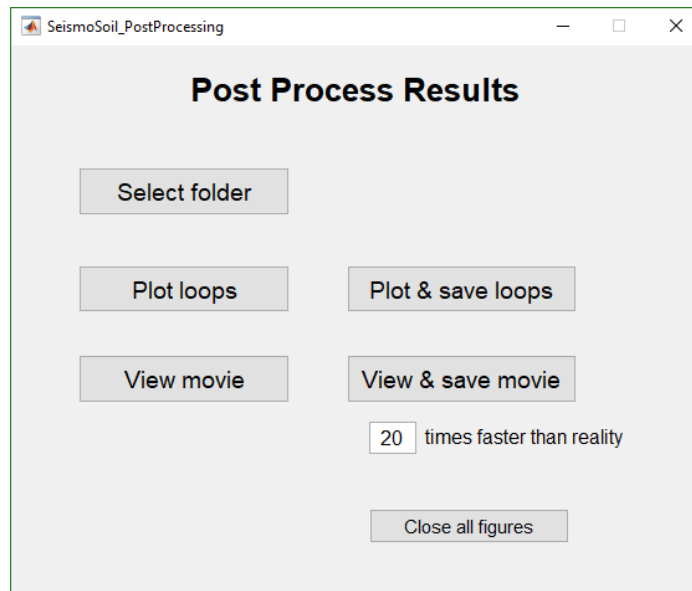 SeismoSoil_PostProcessing
Post Process Results
Select folder
Plot loops
Plot & save loops
View movie
View & save movie
20 times faster than reality
Close all figures